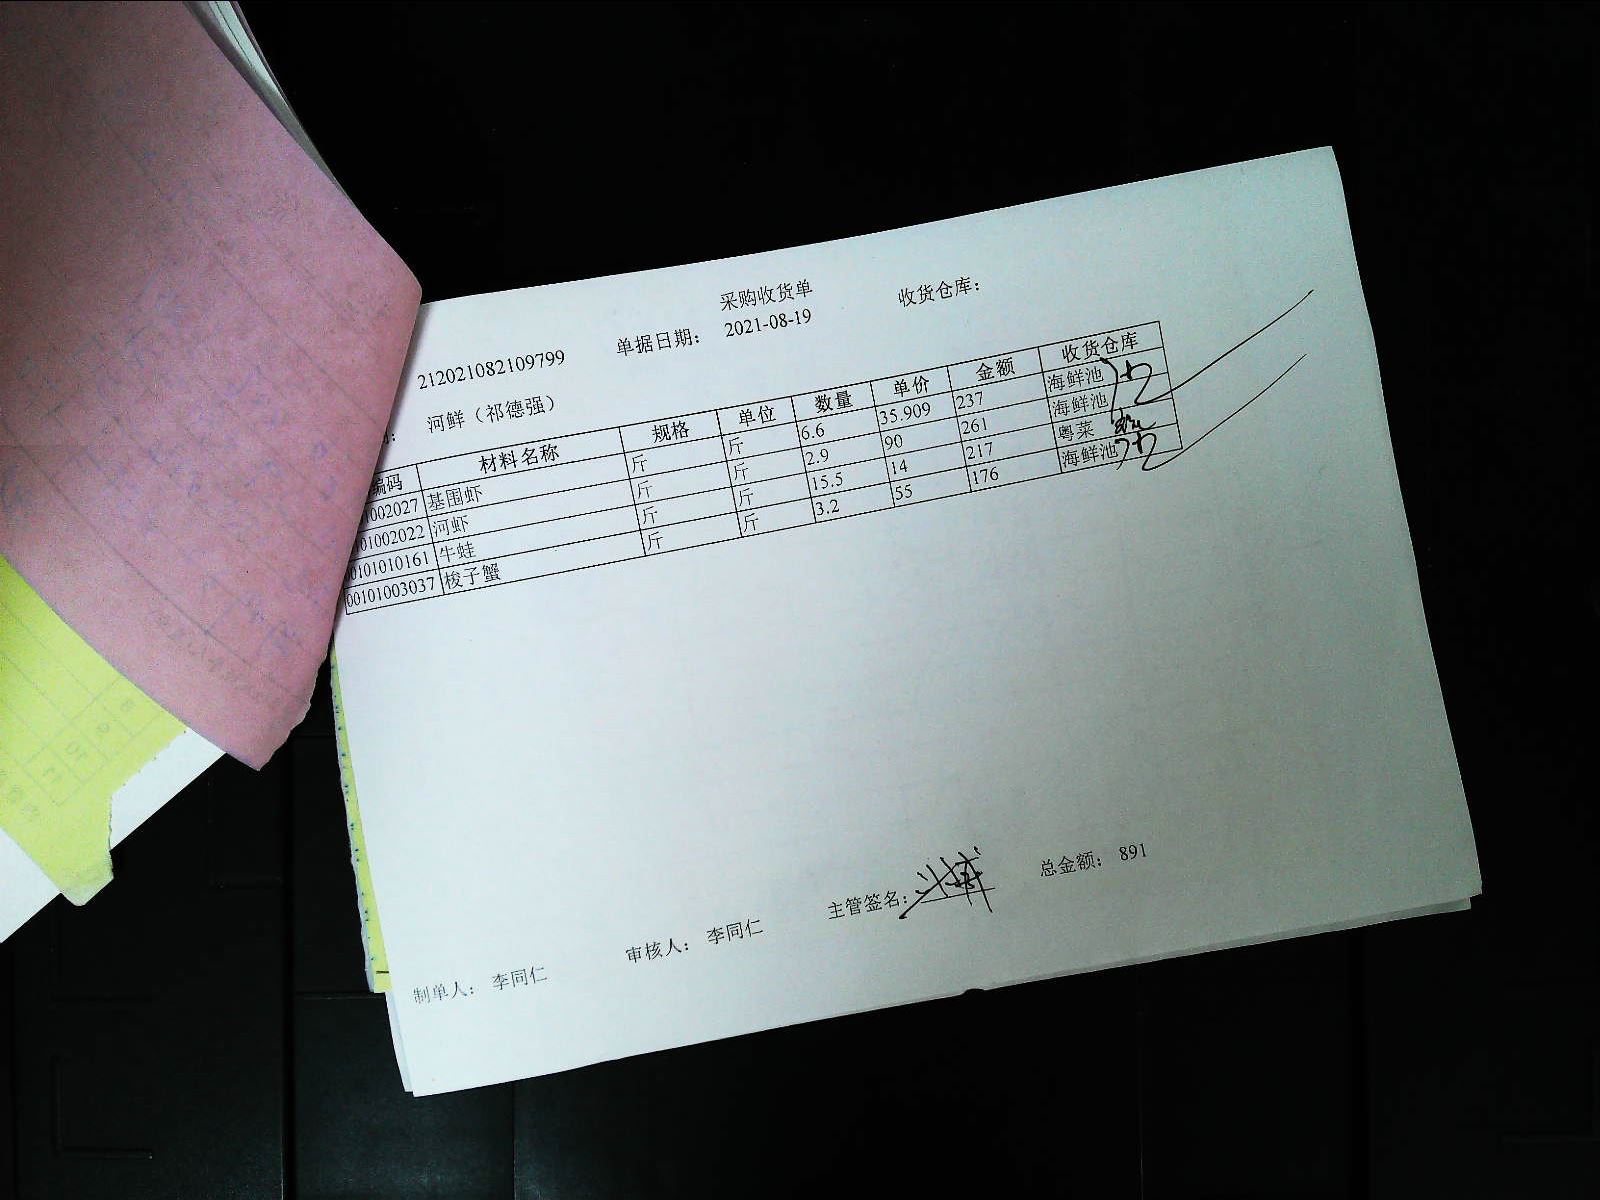 采购收货单
212021082109799 单据日期： 2021-08-19 收货仓库：
河鲜（祁德强）
编码 材料名称 规格 单位 数量 单价 金额 收货仓库
01002027 基围虾 斤 斤 6.6 35.909 237 海鲜池
01002022 河虾 斤 斤 2.9 90 261 海鲜池
0101010161 牛蛙 斤 斤 15.5 14 217 粤菜
00101003037 梭子蟹 斤 斤 3.2 55 176 海鲜池
制单人： 李同仁 审核人： 李同仁 主管签名： 总金额： 891